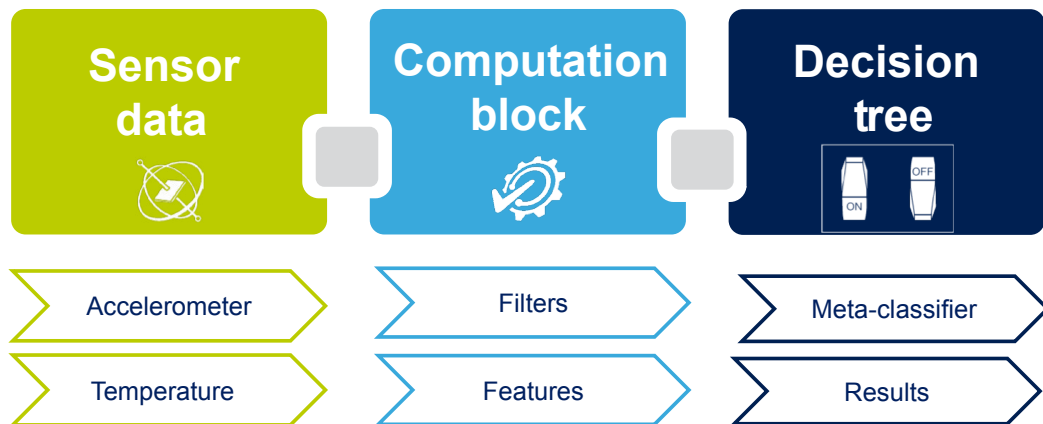 Sensor
data
Computation
block
Decision
tree
ON
OFF
Accelerometer
Filters
Meta-classifier
Temperature
Features
Results